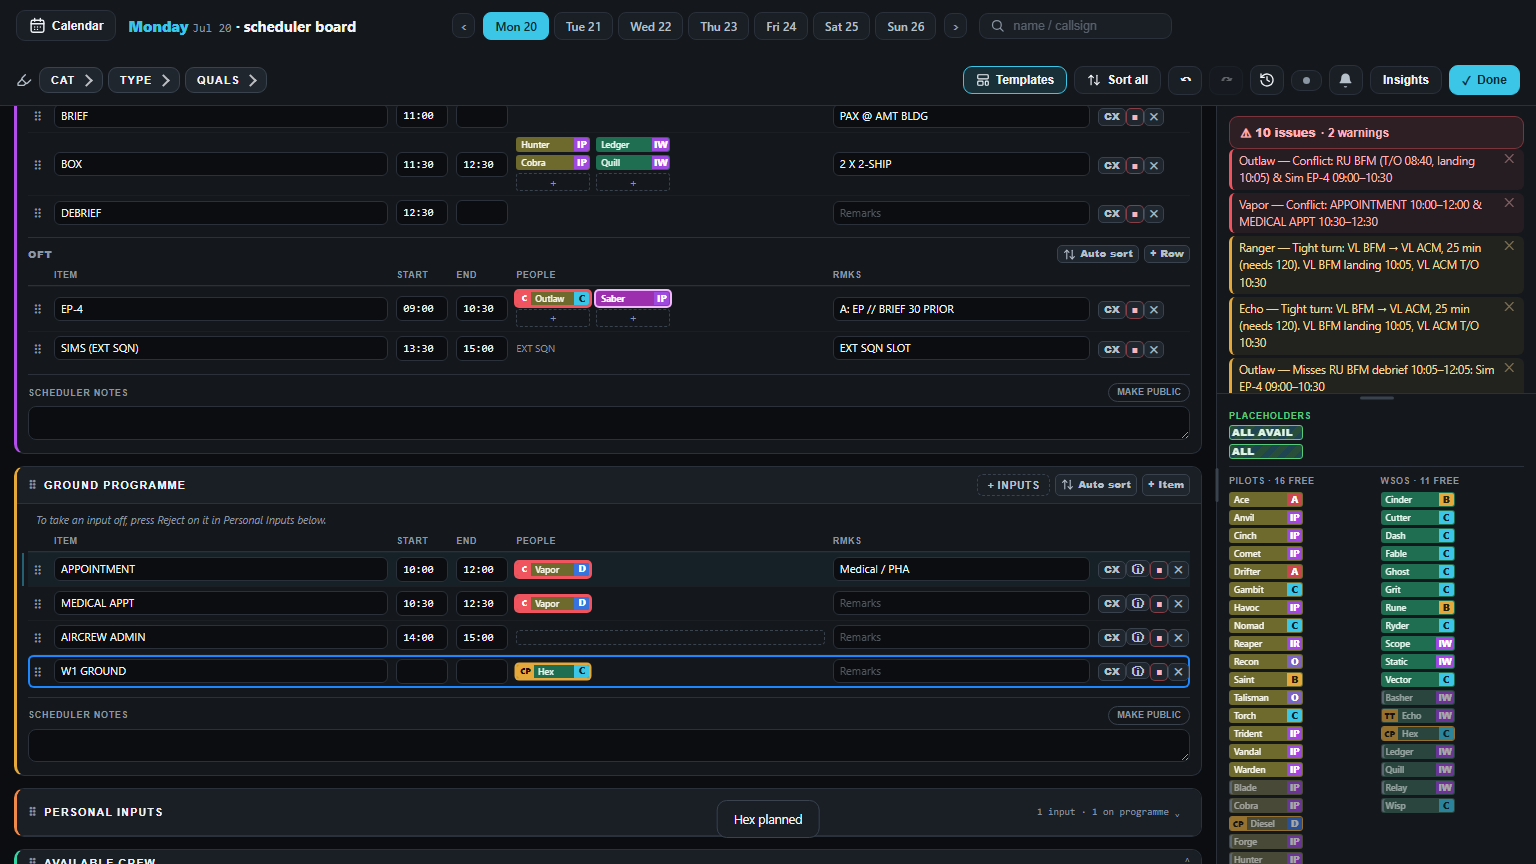 Calendar
Monday Jul 20 · scheduler board
‹ Mon 20 Tue 21 Wed 22 Thu 23 Fri 24 Sat 25 Sun 26 ›
name / callsign
CAT TYPE QUALS
Templates Sort all Insights ✓ Done
BRIEF 11:00 PAX @ AMT BLDG CX
Hunter IP Ledger IW
BOX 11:30 12:30 Cobra IP Quill IW 2 X 2-SHIP CX
+ +
DEBRIEF 12:30 Remarks CX
OFT Auto sort + Row
ITEM START END PEOPLE RMKS
EP-4 09:00 10:30 C Outlaw C Saber IP A: EP // BRIEF 30 PRIOR CX
+ +
SIMS (EXT SQN) 13:30 15:00 EXT SQN EXT SQN SLOT CX
SCHEDULER NOTES MAKE PUBLIC
GROUND PROGRAMME + INPUTS Auto sort + Item
To take an input off, press Reject on it in Personal Inputs below.
ITEM START END PEOPLE RMKS
APPOINTMENT 10:00 12:00 C Vapor D Medical / PHA CX
MEDICAL APPT 10:30 12:30 C Vapor D Remarks CX
AIRCREW ADMIN 14:00 15:00 Remarks CX
W1 GROUND CP Hex C Remarks CX
SCHEDULER NOTES MAKE PUBLIC
PERSONAL INPUTS 1 input · 1 on programme
Hex planned
AVAILABLE CREW
⚠ 10 issues · 2 warnings
Outlaw — Conflict: RU BFM (T/O 08:40, landing
10:05) & Sim EP-4 09:00–10:30
Vapor — Conflict: APPOINTMENT 10:00–12:00 &
MEDICAL APPT 10:30–12:30
Ranger — Tight turn: VL BFM → VL ACM, 25 min
(needs 120). VL BFM landing 10:05, VL ACM T/O
10:30
Echo — Tight turn: VL BFM → VL ACM, 25 min
(needs 120). VL BFM landing 10:05, VL ACM T/O
10:30
Outlaw — Misses RU BFM debrief 10:05–12:05: Sim
EP-4 09:00–10:30
PLACEHOLDERS
ALL AVAIL
ALL
PILOTS · 16 FREE
Ace A
Anvil IP
Cinch IP
Comet IP
Drifter A
Gambit C
Havoc IP
Nomad C
Reaper IR
Recon O
Saint B
Talisman O
Torch C
Trident IP
Vandal IP
Warden IP
Blade IP
Cobra IP
CP Diesel D
Forge IP
Hunter IP
WSOS · 11 FREE
Cinder B
Cutter C
Dash C
Fable C
Ghost C
Grit C
Rune B
Ryder C
Scope IW
Static IW
Vector C
Basher IW
TT Echo IW
CP Hex C
Ledger IW
Quill IW
Relay IW
Wisp C